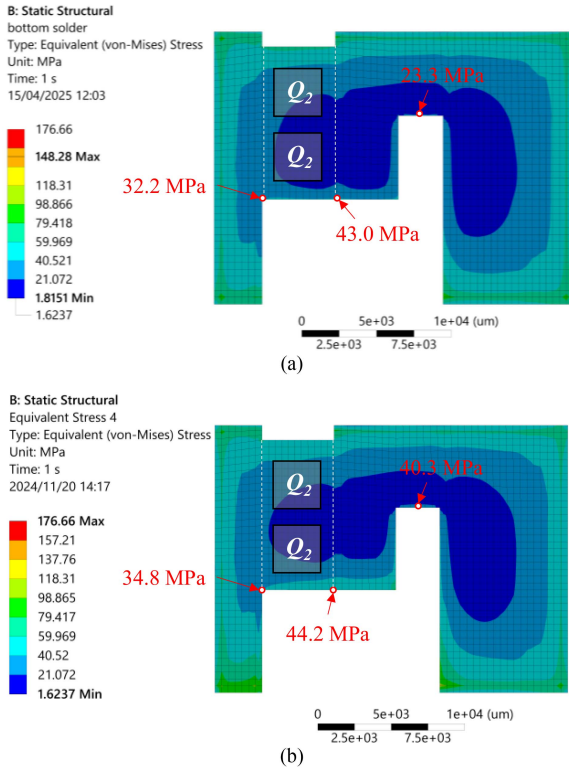 B: Static Structural
bottom solder
Type: Equivalent (von-Mises) Stress
Unit: MPa
Time: 1 s
15/04/2025 12:03
176.66
148.28 Max
118.31
98.866
79.418
59.969
40.521
21.072
1.8151 Min
1.6237
Q2
Q2
23.3 MPa
32.2 MPa
43.0 MPa
0 5e+03 1e+04 (um)
2.5e+03 7.5e+03
(a)
B: Static Structural
Equivalent Stress 4
Type: Equivalent (von-Mises) Stress
Unit: MPa
Time: 1 s
2024/11/20 14:17
176.66 Max
157.21
137.76
118.31
98.865
79.417
59.969
40.52
21.072
1.6237 Min
Q2
Q2
40.3 MPa
34.8 MPa
44.2 MPa
0 5e+03 1e+04 (um)
2.5e+03 7.5e+03
(b)